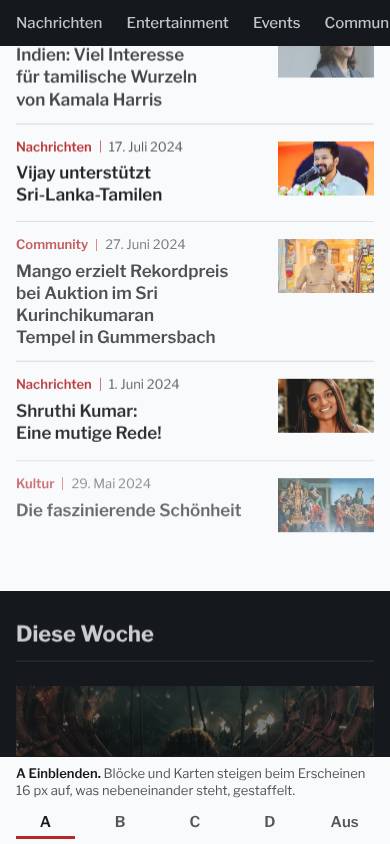 Nachrichten Entertainment Events Commun
Indien: Viel Interesse
für tamilische Wurzeln
von Kamala Harris
Nachrichten | 17. Juli 2024
Vijay unterstützt
Sri-Lanka-Tamilen
Community | 27. Juni 2024
Mango erzielt Rekordpreis
bei Auktion im Sri
Kurinchikumaran
Tempel in Gummersbach
Nachrichten | 1. Juni 2024
Shruthi Kumar:
Eine mutige Rede!
Kultur | 29. Mai 2024
Die faszinierende Schönheit
Diese Woche
A Einblenden. Blöcke und Karten steigen beim Erscheinen
16 px auf, was nebeneinander steht, gestaffelt.
A B C D Aus